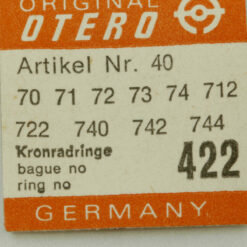 ORIGINAL
OTERO
Artikel Nr. 40
70 71 72 73 74 712
722 740 742 744
Kronradringe
bague no
ring no
422
GERMANY